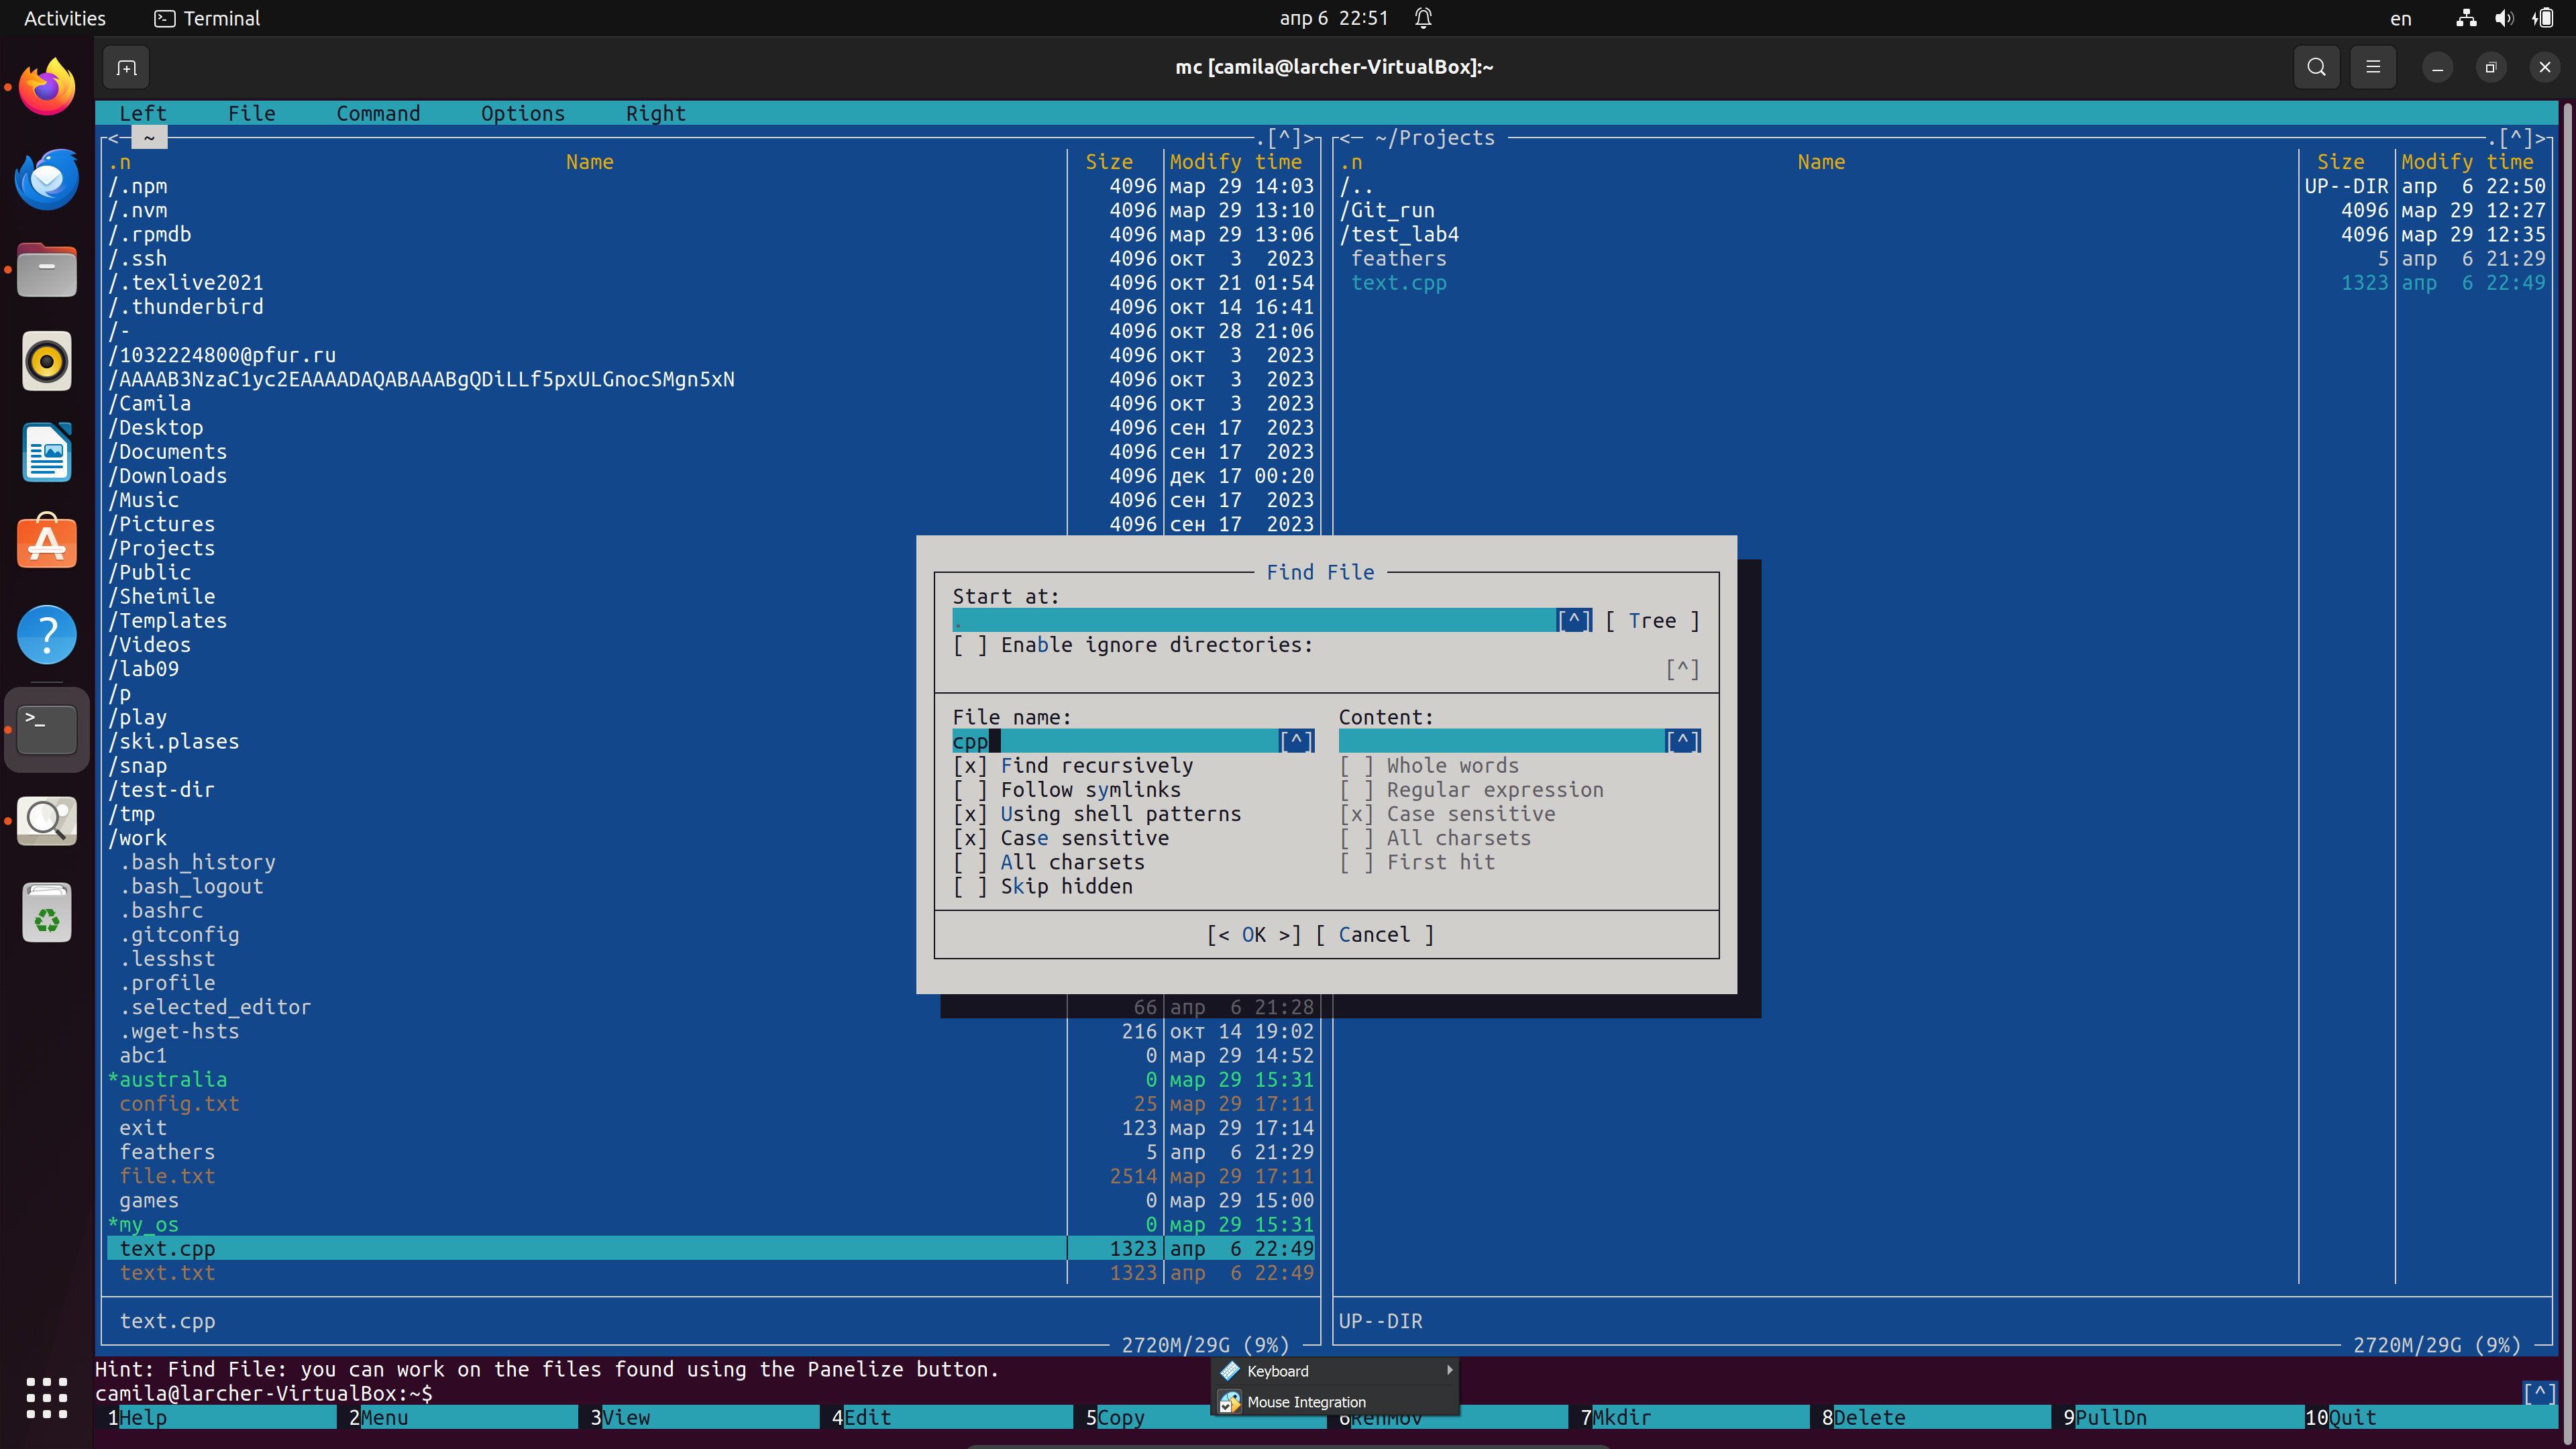 Activities Terminal апр 6 22:51 en
mc [camila@larcher-VirtualBox]:~
Left File Command Options Right
<─ ~ .[^]> <─ ~/Projects .[^]>
.n Name Size Modify time .n Name Size Modify time
/.npm 4096 мар 29 14:03 /.. UP--DIR апр 6 22:50
/.nvm 4096 мар 29 13:10 /Git_run 4096 мар 29 12:27
/.rpmdb 4096 мар 29 13:06 /test_lab4 4096 мар 29 12:35
/.ssh 4096 окт 3 2023 feathers 5 апр 6 21:29
/.texlive2021 4096 окт 21 01:54 text.cpp 1323 апр 6 22:49
/.thunderbird 4096 окт 14 16:41
/- 4096 окт 28 21:06
/1032224800@pfur.ru 4096 окт 3 2023
/AAAAB3NzaC1yc2EAAAADAQABAAABgQDiLLf5pxULGnocSMgn5xN 4096 окт 3 2023
/Camila 4096 окт 3 2023
/Desktop 4096 сен 17 2023
/Documents 4096 сен 17 2023
/Downloads 4096 дек 17 00:20
/Music 4096 сен 17 2023
/Pictures 4096 сен 17 2023
/Projects
/Public
/Sheimile
/Templates
/Videos
/lab09
/p
/play
/ski.plases
/snap
/test-dir
/tmp
/work
.bash_history
.bash_logout
.bashrc
.gitconfig
.lesshst
.profile
.selected_editor 66 апр 6 21:28
.wget-hsts 216 окт 14 19:02
abc1 0 мар 29 14:52
*australia 0 мар 29 15:31
config.txt 25 мар 29 17:11
exit 123 мар 29 17:14
feathers 5 апр 6 21:29
file.txt 2514 мар 29 17:11
games 0 мар 29 15:00
*my_os 0 мар 29 15:31
text.cpp 1323 апр 6 22:49
text.txt 1323 апр 6 22:49
text.cpp UP--DIR
2720M/29G (9%) 2720M/29G (9%)
Find File
Start at:
. [^] [ Tree ]
[ ] Enable ignore directories:
[^]
File name: Content:
cpp [^] [^]
[x] Find recursively [ ] Whole words
[ ] Follow symlinks [ ] Regular expression
[x] Using shell patterns [x] Case sensitive
[x] Case sensitive [ ] All charsets
[ ] All charsets [ ] First hit
[ ] Skip hidden
[< OK >] [ Cancel ]
Hint: Find File: you can work on the files found using the Panelize button.
camila@larcher-VirtualBox:~$ [^]
Keyboard
Mouse Integration
1Help 2Menu 3View 4Edit 5Copy 6RenMov 7Mkdir 8Delete 9PullDn 10Quit